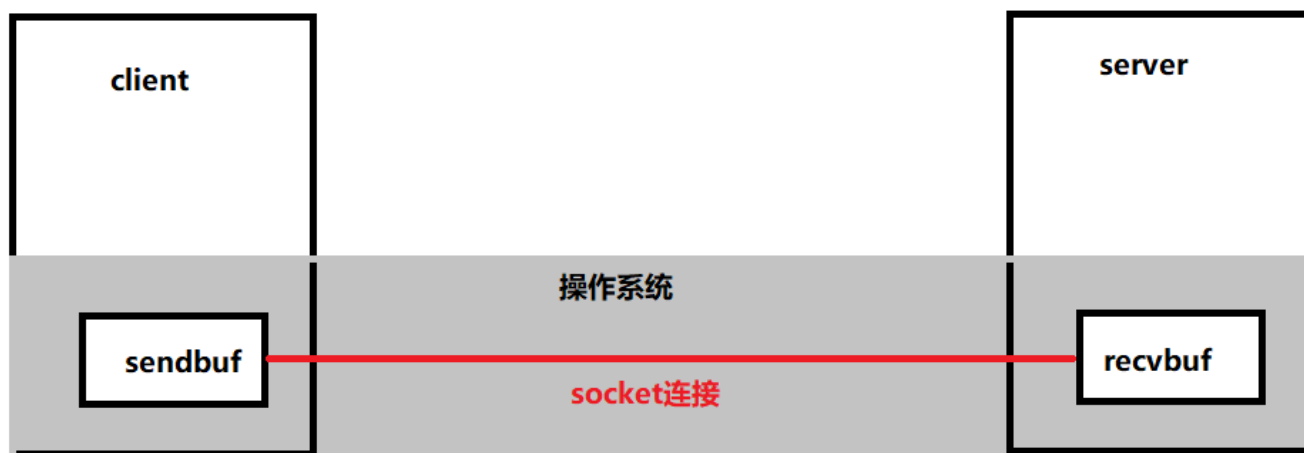 client
server
操作系统
sendbuf
recvbuf
socket连接